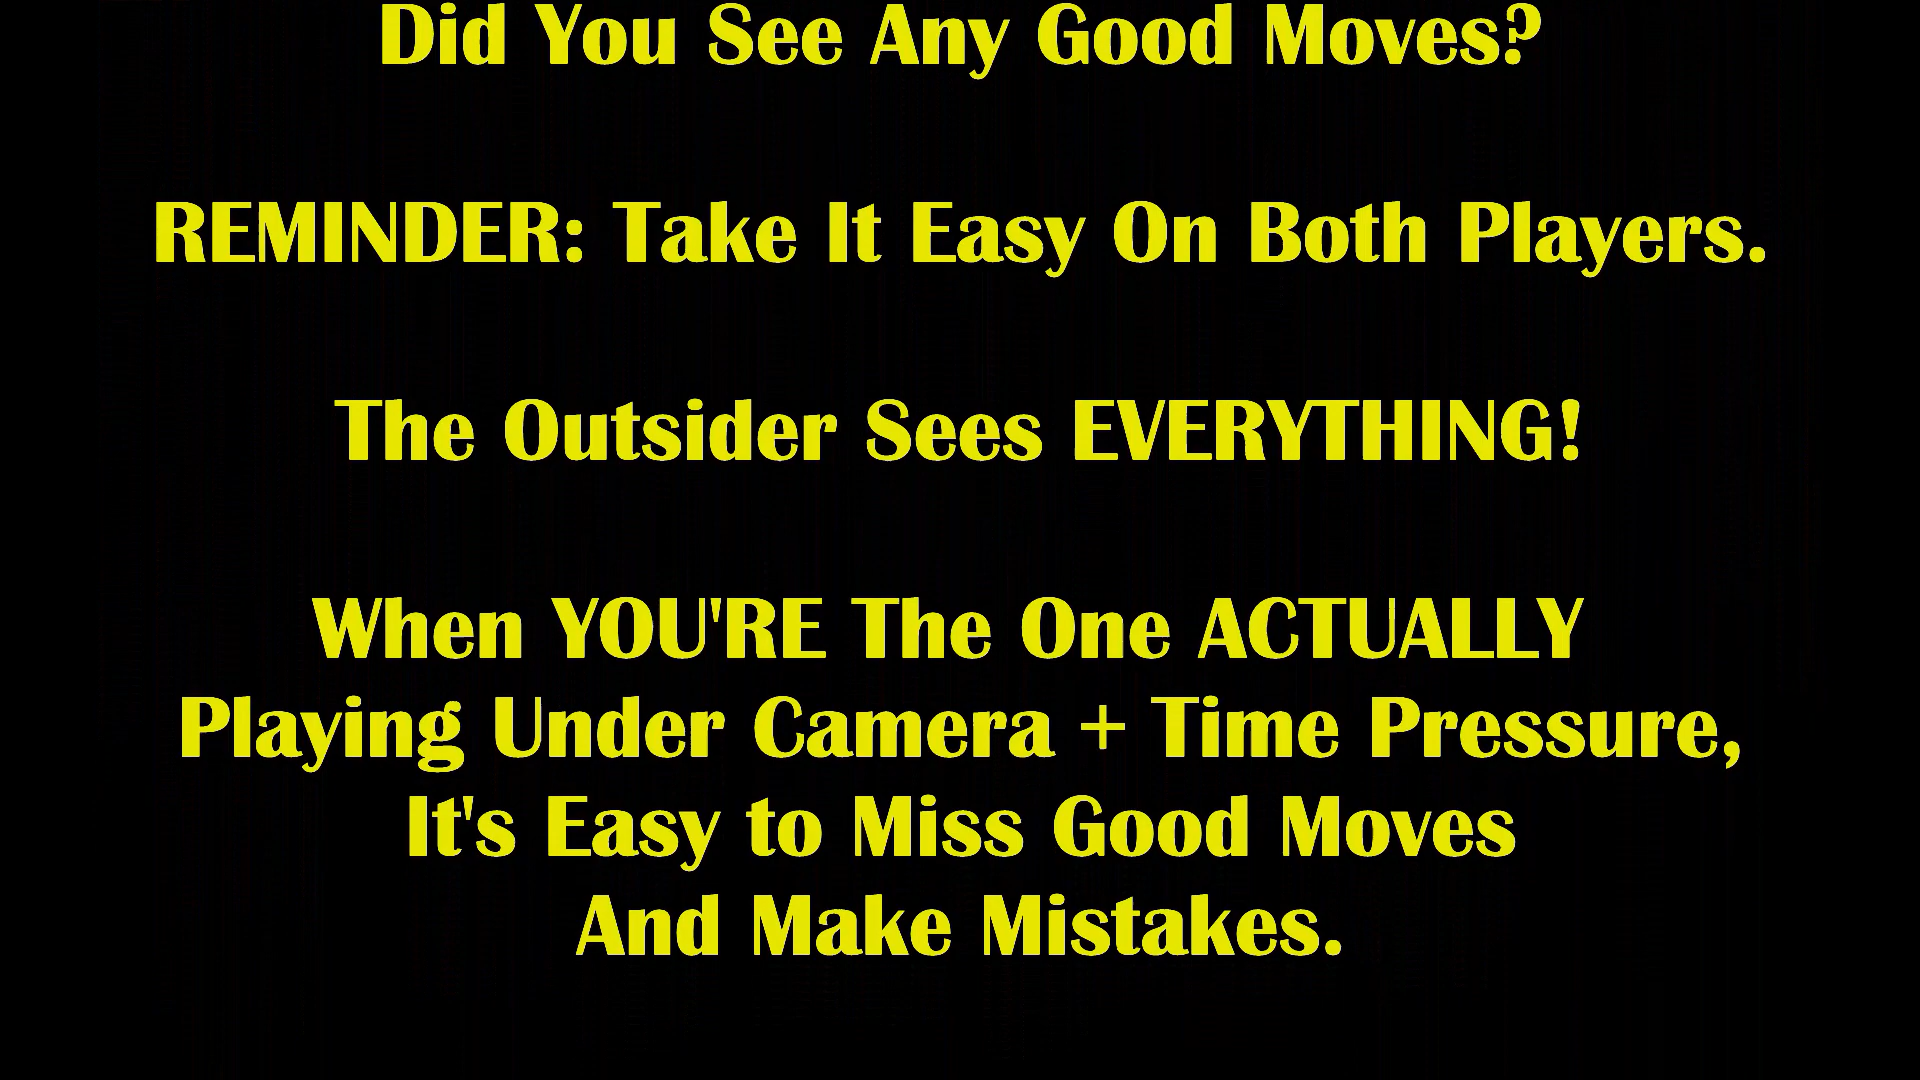 Did You See Any Good Moves?
REMINDER: Take It Easy On Both Players.
The Outsider Sees EVERYTHING!
When YOU'RE The One ACTUALLY
Playing Under Camera + Time Pressure,
It's Easy to Miss Good Moves
And Make Mistakes.